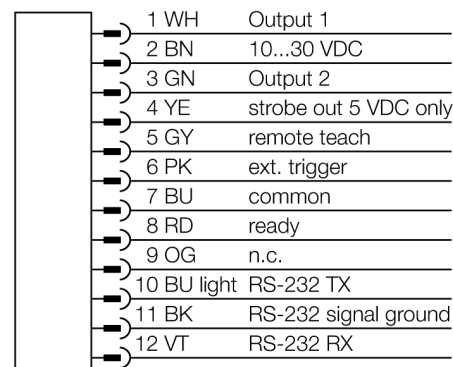 1 WH Output 1
2 BN 10...30 VDC
3 GN Output 2
4 YE strobe out 5 VDC only
5 GY remote teach
6 PK ext. trigger
7 BU common
8 RD ready
9 OG n.c.
10 BU light RS-232 TX
11 BK RS-232 signal ground
12 VT RS-232 RX